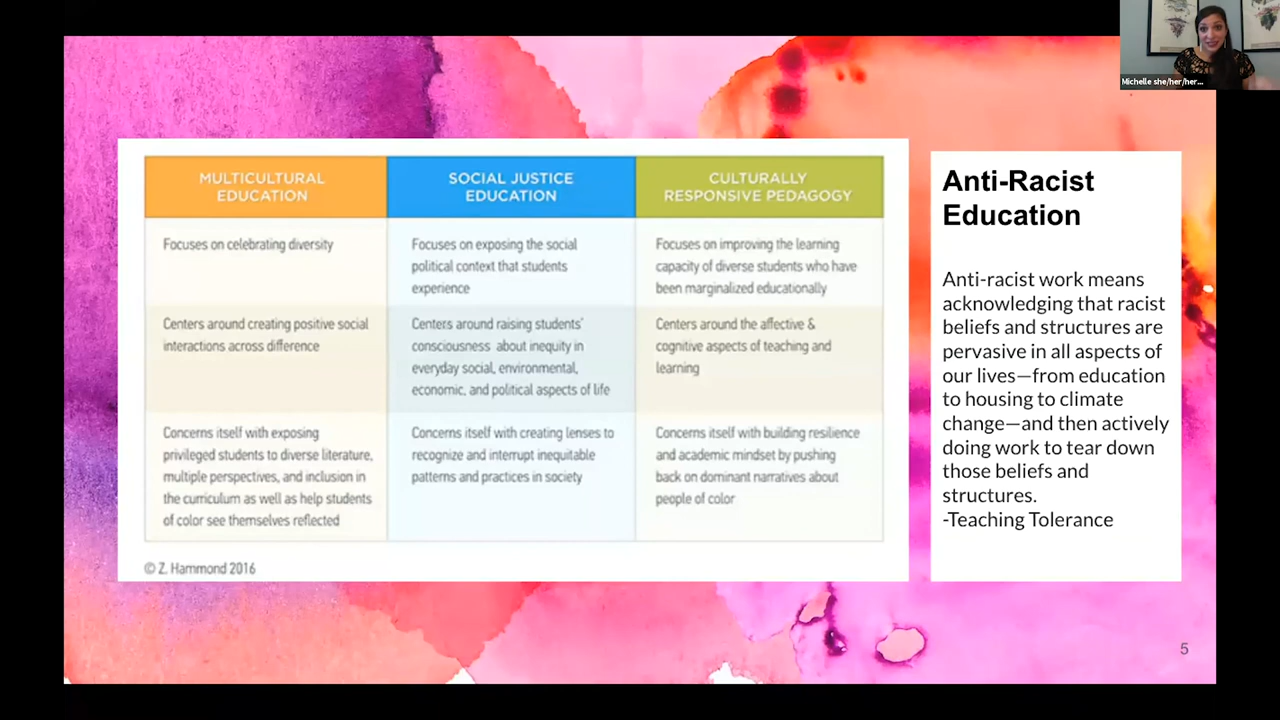 Michelle she/her/her...
MULTICULTURAL
EDUCATION
SOCIAL JUSTICE
EDUCATION
CULTURALLY
RESPONSIVE PEDAGOGY
Focuses on celebrating diversity
Focuses on exposing the social
political context that students
experience
Focuses on improving the learning
capacity of diverse students who have
been marginalized educationally
Centers around creating positive social
interactions across difference
Centers around raising students'
consciousness about inequity in
everyday social, environmental,
economic, and political aspects of life
Centers around the affective &
cognitive aspects of teaching and
learning
Concerns itself with exposing
privileged students to diverse literature,
multiple perspectives, and inclusion in
the curriculum as well as help students
of color see themselves reflected
Concerns itself with creating lenses to
recognize and interrupt inequitable
patterns and practices in society
Concerns itself with building resilience
and academic mindset by pushing
back on dominant narratives about
people of color
© Z. Hammond 2016
Anti-Racist
Education
Anti-racist work means
acknowledging that racist
beliefs and structures are
pervasive in all aspects of
our lives—from education
to housing to climate
change—and then actively
doing work to tear down
those beliefs and
structures.
-Teaching Tolerance
5